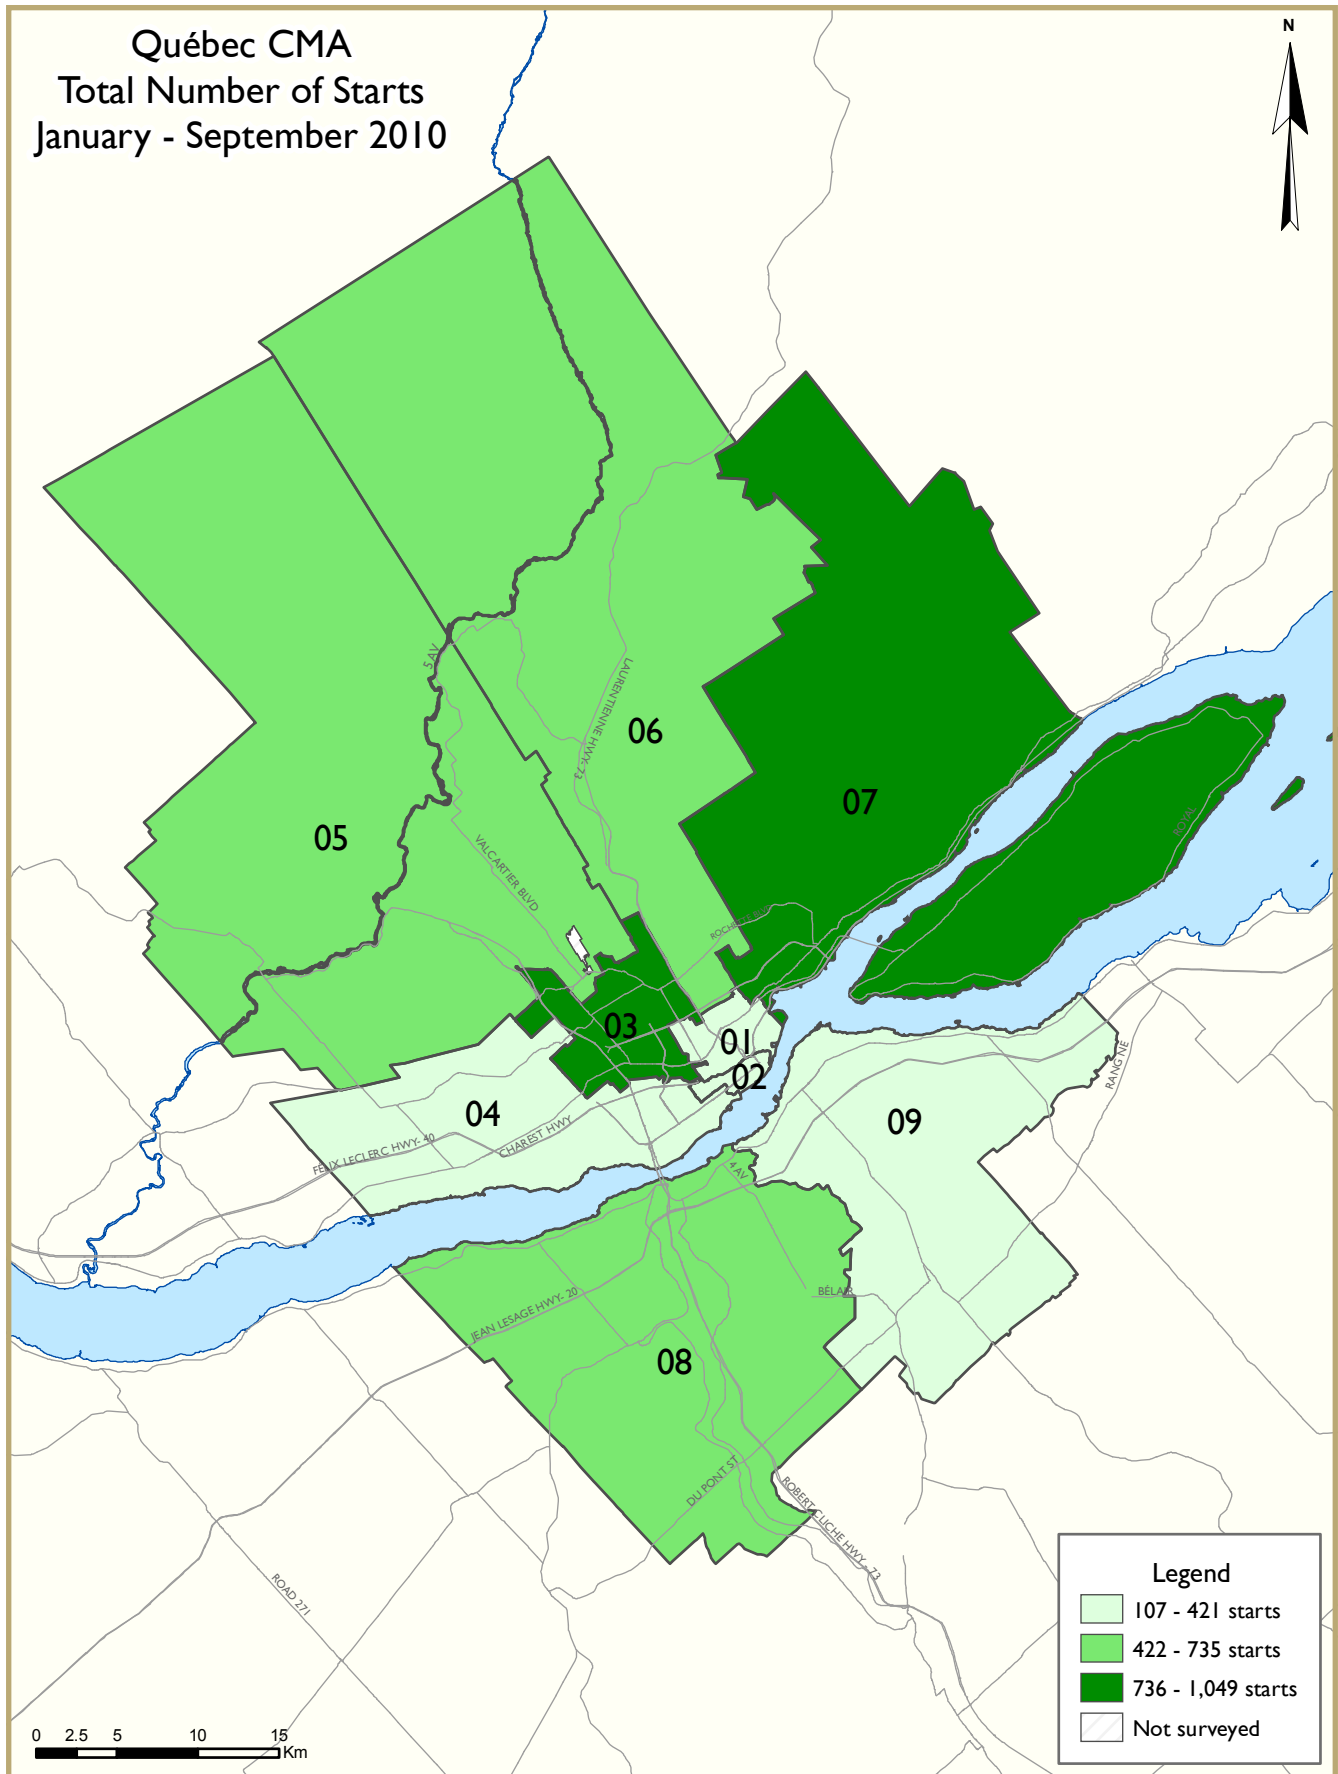 Québec CMA
Total Number of Starts
January - September 2010
N
5 AV
LAURENTIENNE HWY-73
06
07
05
ROYAL
VALCARTIER BLVD
03
01
02
04
09
RANG NE
FÉLIX LECLERC HWY- 40
CHAREST HWY
4 AV
BÉLAIR
JEAN LESAGE HWY- 20
08
DU PONT ST
ROBERT CLICHE HWY - 73
ROAD 271
Legend
107 - 421 starts
422 - 735 starts
736 - 1,049 starts
Not surveyed
0 2.5 5 10 15
Km